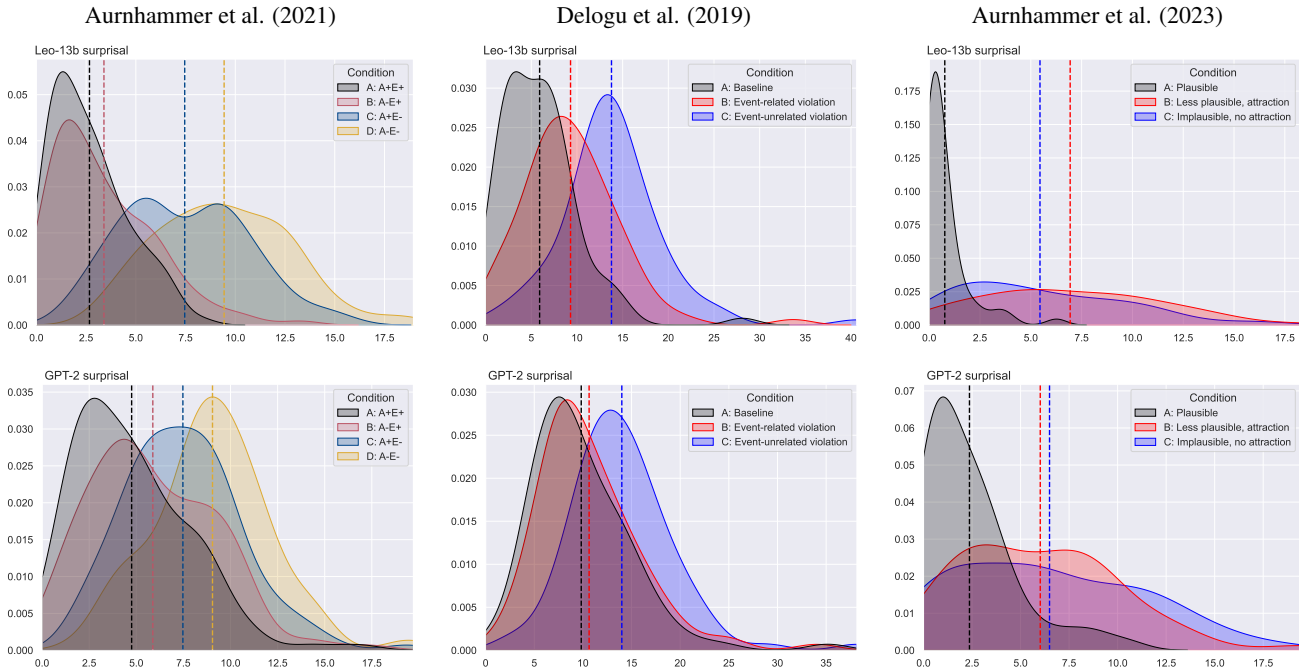 Aurnhammer et al. (2021)
Delogu et al. (2019)
Aurnhammer et al. (2023)
Leo-13b surprisal
Condition
A: A+E+
B: A-E+
C: A+E-
D: A-E-
0.05
0.04
0.03
0.02
0.01
0.00
0.0 2.5 5.0 7.5 10.0 12.5 15.0 17.5
Leo-13b surprisal
Condition
A: Baseline
B: Event-related violation
C: Event-unrelated violation
0.030
0.025
0.020
0.015
0.010
0.005
0.000
0 5 10 15 20 25 30 35 40
Leo-13b surprisal
Condition
A: Plausible
B: Less plausible, attraction
C: Implausible, no attraction
0.175
0.150
0.125
0.100
0.075
0.050
0.025
0.000
0.0 2.5 5.0 7.5 10.0 12.5 15.0 17.5
GPT-2 surprisal
Condition
A: A+E+
B: A-E+
C: A+E-
D: A-E-
0.035
0.030
0.025
0.020
0.015
0.010
0.005
0.000
0.0 2.5 5.0 7.5 10.0 12.5 15.0 17.5
GPT-2 surprisal
Condition
A: Baseline
B: Event-related violation
C: Event-unrelated violation
0.030
0.025
0.020
0.015
0.010
0.005
0.000
0 5 10 15 20 25 30 35
GPT-2 surprisal
Condition
A: Plausible
B: Less plausible, attraction
C: Implausible, no attraction
0.07
0.06
0.05
0.04
0.03
0.02
0.01
0.00
0.0 2.5 5.0 7.5 10.0 12.5 15.0 17.5